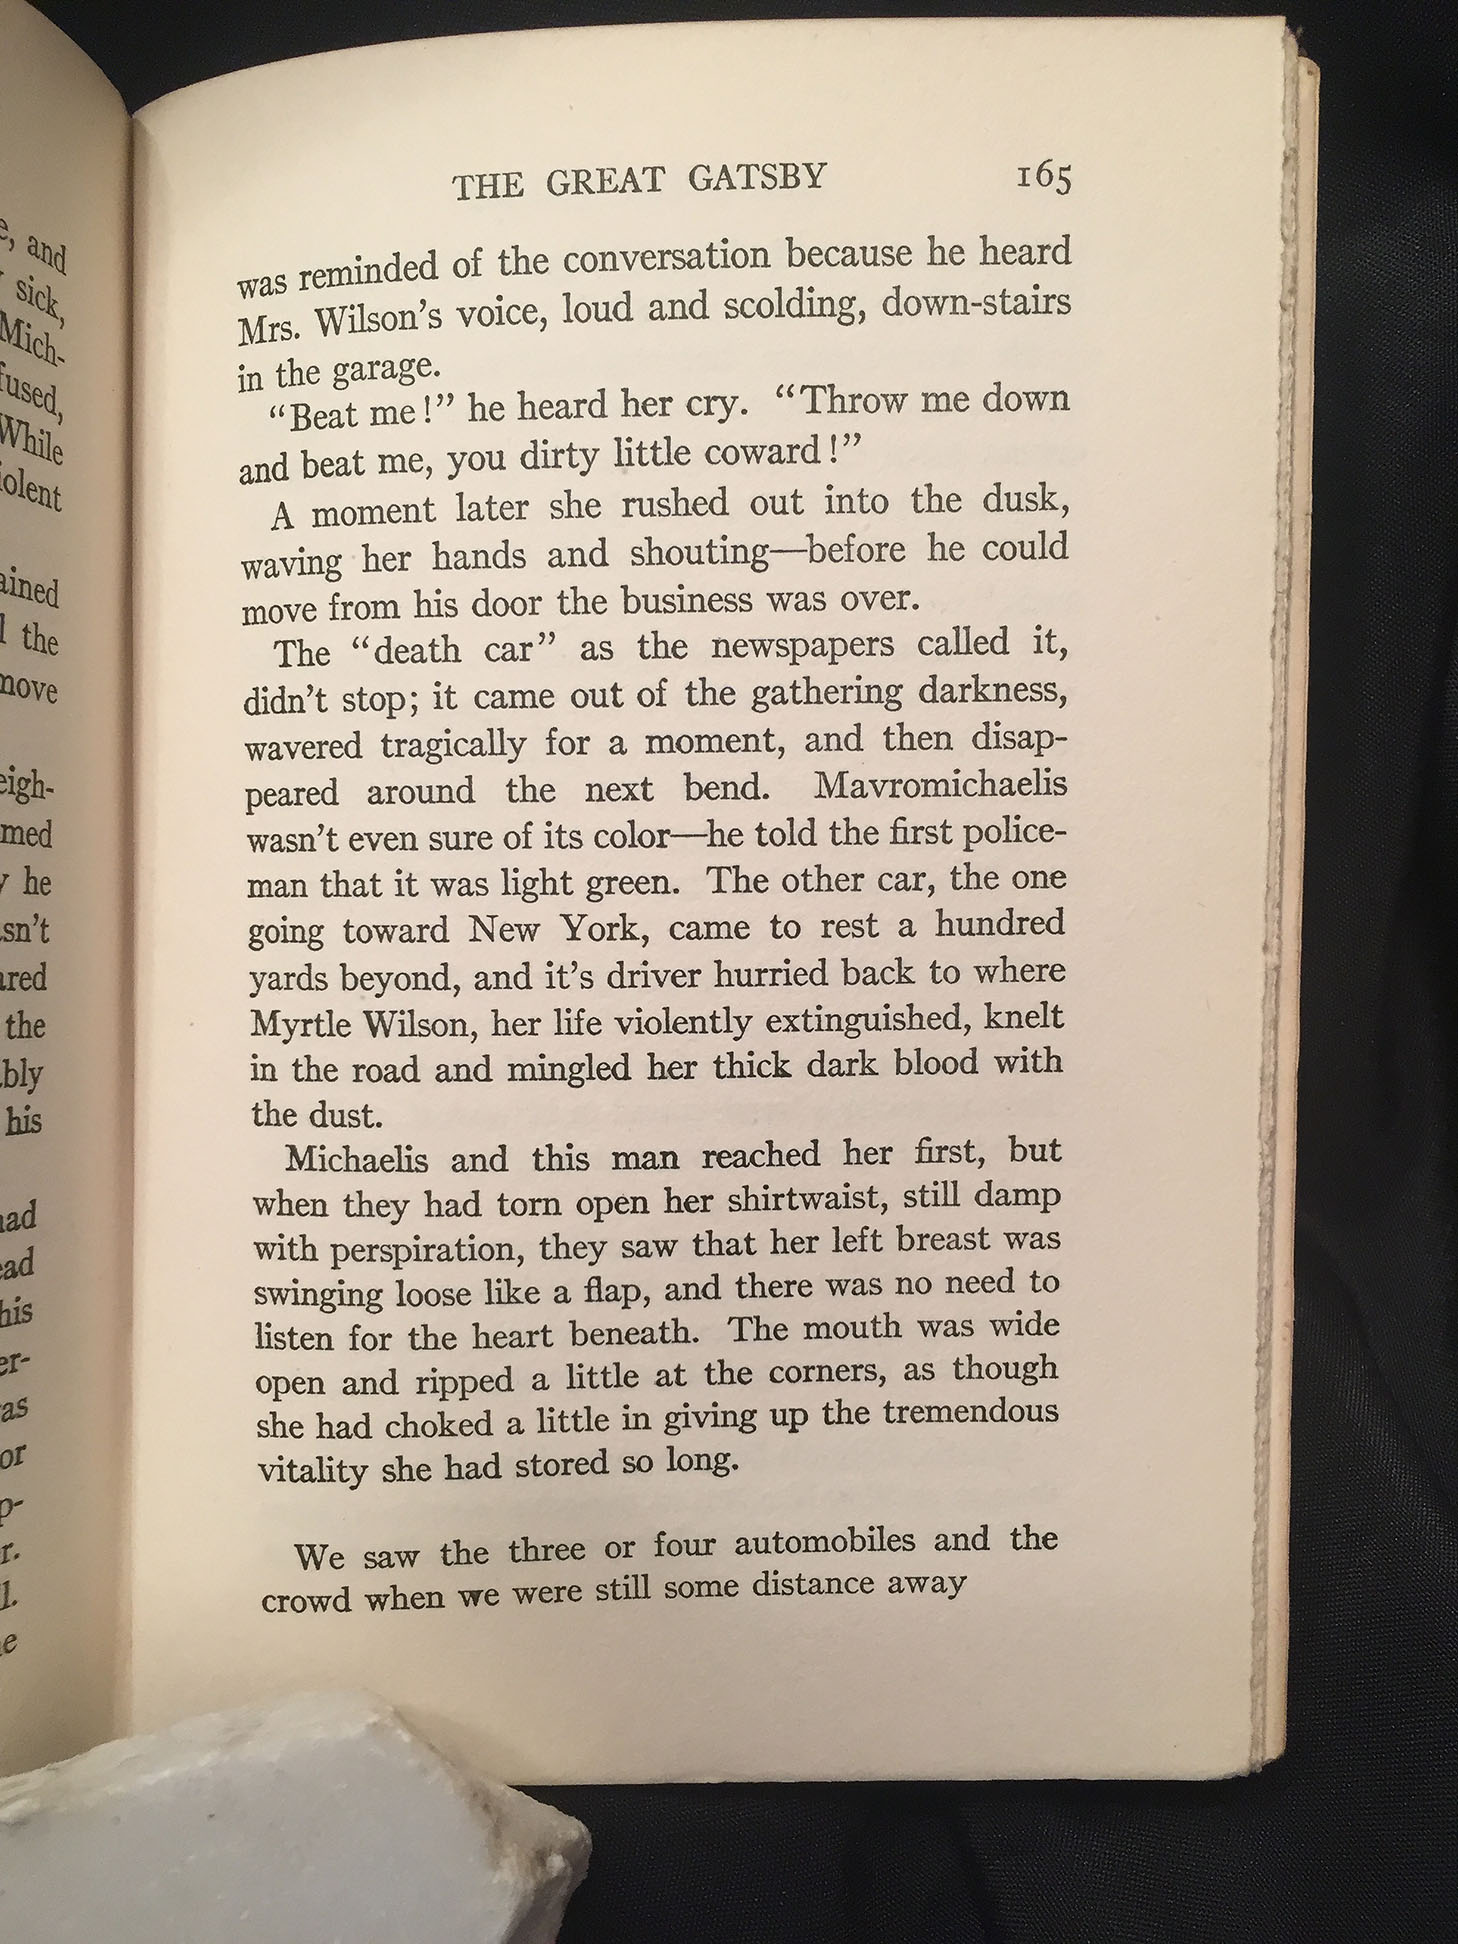 e, and
sick,
Mich-
fused,
While
iolent
ained
the
move
eigh-
med
he
sn't
ared
the
bly
his
ad
ead
his
er-
as
or
p-
r.
l.
e
THE GREAT GATSBY 165
was reminded of the conversation because he heard
Mrs. Wilson's voice, loud and scolding, down-stairs
in the garage.
“Beat me!” he heard her cry. “Throw me down
and beat me, you dirty little coward!”
A moment later she rushed out into the dusk,
waving her hands and shouting—before he could
move from his door the business was over.
The “death car” as the newspapers called it,
didn't stop; it came out of the gathering darkness,
wavered tragically for a moment, and then disap-
peared around the next bend. Mavromichaelis
wasn't even sure of its color—he told the first police-
man that it was light green. The other car, the one
going toward New York, came to rest a hundred
yards beyond, and it's driver hurried back to where
Myrtle Wilson, her life violently extinguished, knelt
in the road and mingled her thick dark blood with
the dust.
Michaelis and this man reached her first, but
when they had torn open her shirtwaist, still damp
with perspiration, they saw that her left breast was
swinging loose like a flap, and there was no need to
listen for the heart beneath. The mouth was wide
open and ripped a little at the corners, as though
she had choked a little in giving up the tremendous
vitality she had stored so long.
We saw the three or four automobiles and the
crowd when we were still some distance away